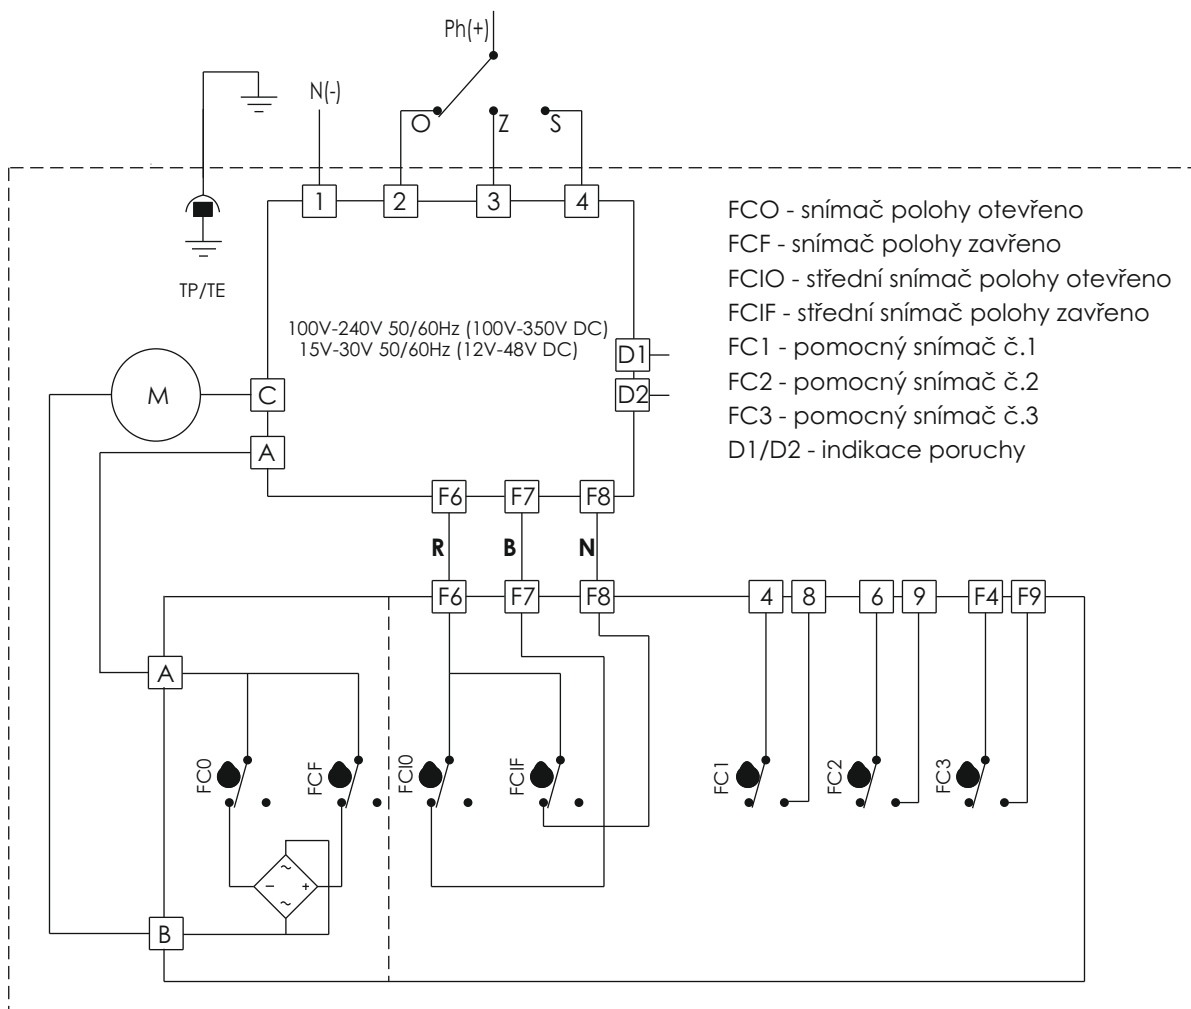 Ph(+)
N(-)
O
Z
S
1
2
3
4
TP/TE
FCO - snímač polohy otevřeno
FCF - snímač polohy zavřeno
FCIO - střední snímač polohy otevřeno
FCIF - střední snímač polohy zavřeno
FC1 - pomocný snímač č.1
FC2 - pomocný snímač č.2
FC3 - pomocný snímač č.3
D1/D2 - indikace poruchy
100V-240V 50/60Hz (100V-350V DC)
15V-30V 50/60Hz (12V-48V DC)
D1
D2
M
C
A
F6
F7
F8
R
B
N
F6
F7
F8
4
8
6
9
F4
F9
A
FC0
FCF
FCI0
FCIF
FC1
FC2
FC3
~
-
+
~
B